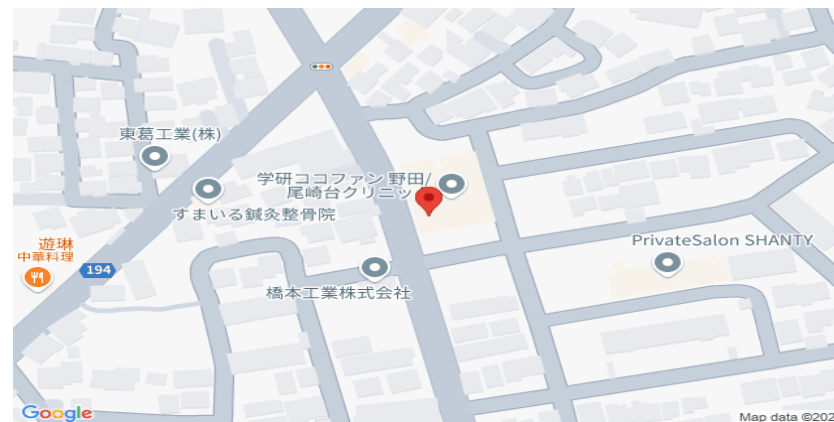 東葛工業(株)
学研ココファン 野田/
尾崎台クリニッ
すまいる鍼灸整骨院
遊琳
中華料理
194
PrivateSalon SHANTY
橋本工業株式会社
Google
Map data ©202